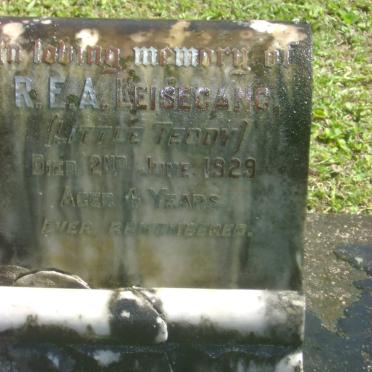 In loving memory of
R.E.A. LEISEGANG.
(LITTLE TEDDY)
DIED 2ND JUNE. 1929
AGED 4 YEARS
EVER REMEMBERED.